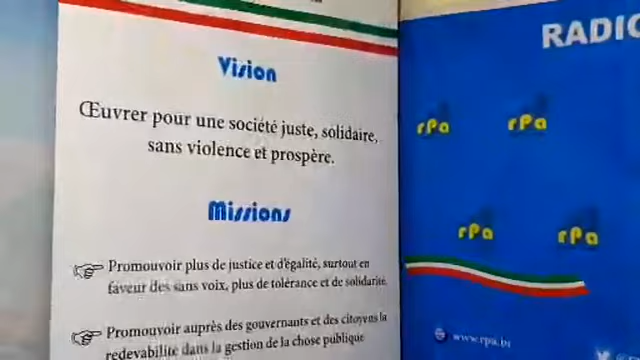 Vision
Œuvrer pour une société juste, solidaire,
sans violence et prospère.
Missions
Promouvoir plus de justice et d'égalité, surtout en
faveur des sans voix, plus de tolérance et de solidarité.
Promouvoir auprès des gouvernants et des citoyens la
redevabilité dans la gestion de la chose publique
RADIO
rPa rPa
rPa rPa
www.rpa.bi